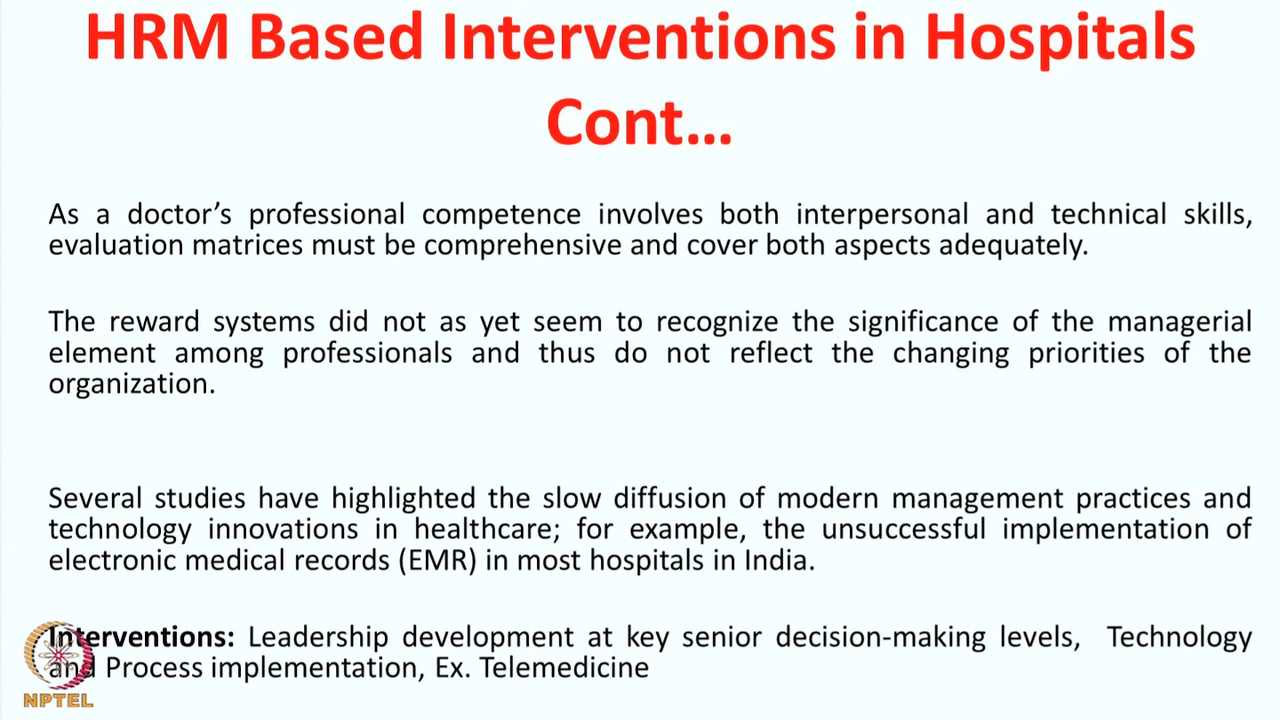 HRM Based Interventions in Hospitals
Cont...
As a doctor’s professional competence involves both interpersonal and technical skills,
evaluation matrices must be comprehensive and cover both aspects adequately.
The reward systems did not as yet seem to recognize the significance of the managerial
element among professionals and thus do not reflect the changing priorities of the
organization.
Several studies have highlighted the slow diffusion of modern management practices and
technology innovations in healthcare; for example, the unsuccessful implementation of
electronic medical records (EMR) in most hospitals in India.
Interventions: Leadership development at key senior decision-making levels, Technology
and Process implementation, Ex. Telemedicine
NPTEL